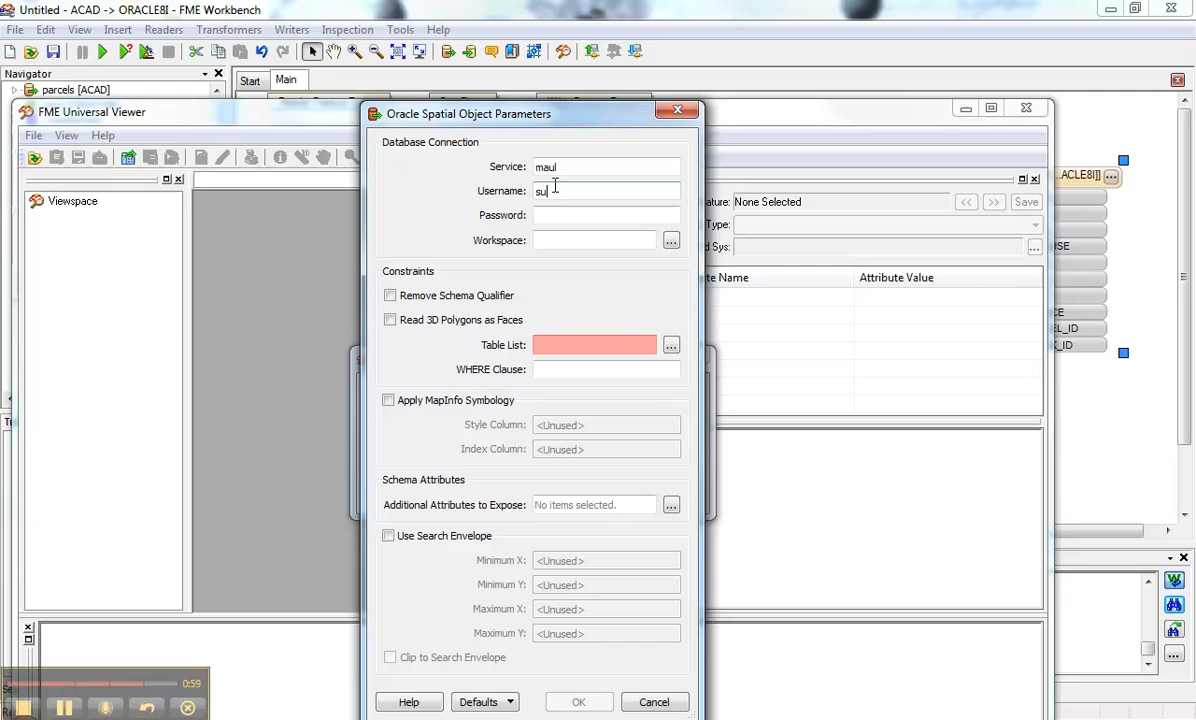 Untitled - ACAD -> ORACLE8I - FME Workbench
File Edit View Insert Readers Transformers Writers Inspection Tools Help
Navigator
Start Main
parcels [ACAD]
FME Universal Viewer
File View Help
Viewspace
Oracle Spatial Object Parameters
Database Connection
Service: maul
Username: su
Password:
Workspace:
Constraints
Remove Schema Qualifier
Read 3D Polygons as Faces
Table List:
WHERE Clause:
Apply MapInfo Symbology
Style Column: <Unused>
Index Column: <Unused>
Schema Attributes
Additional Attributes to Expose: No items selected.
Use Search Envelope
Minimum X: <Unused>
Minimum Y: <Unused>
Maximum X: <Unused>
Maximum Y: <Unused>
Clip to Search Envelope
Help Defaults OK Cancel
ature: None Selected << >> Save
Type:
d Sys:
te Name Attribute Value
...ACLE8I]]
USE
CE
EL_ID
K_ID
0:59